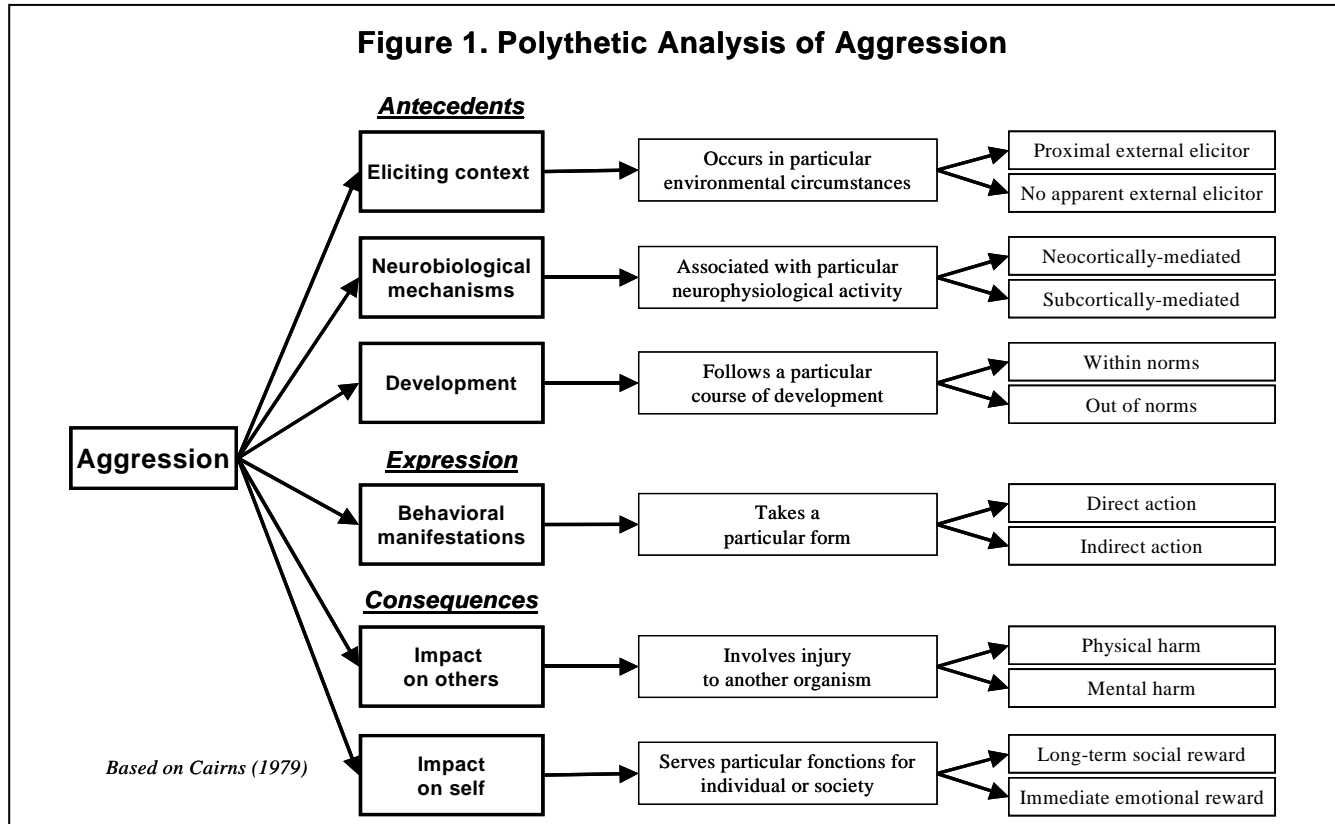 Figure 1. Polythetic Analysis of Aggression
Antecedents
Eliciting context
Occurs in particular
environmental circumstances
Proximal external elicitor
No apparent external elicitor
Neurobiological
mechanisms
Associated with particular
neurophysiological activity
Neocortically-mediated
Subcortically-mediated
Development
Follows a particular
course of development
Within norms
Out of norms
Aggression
Expression
Behavioral
manifestations
Takes a
particular form
Direct action
Indirect action
Consequences
Impact
on others
Involves injury
to another organism
Physical harm
Mental harm
Based on Cairns (1979)
Impact
on self
Serves particular fonctions for
individual or society
Long-term social reward
Immediate emotional reward